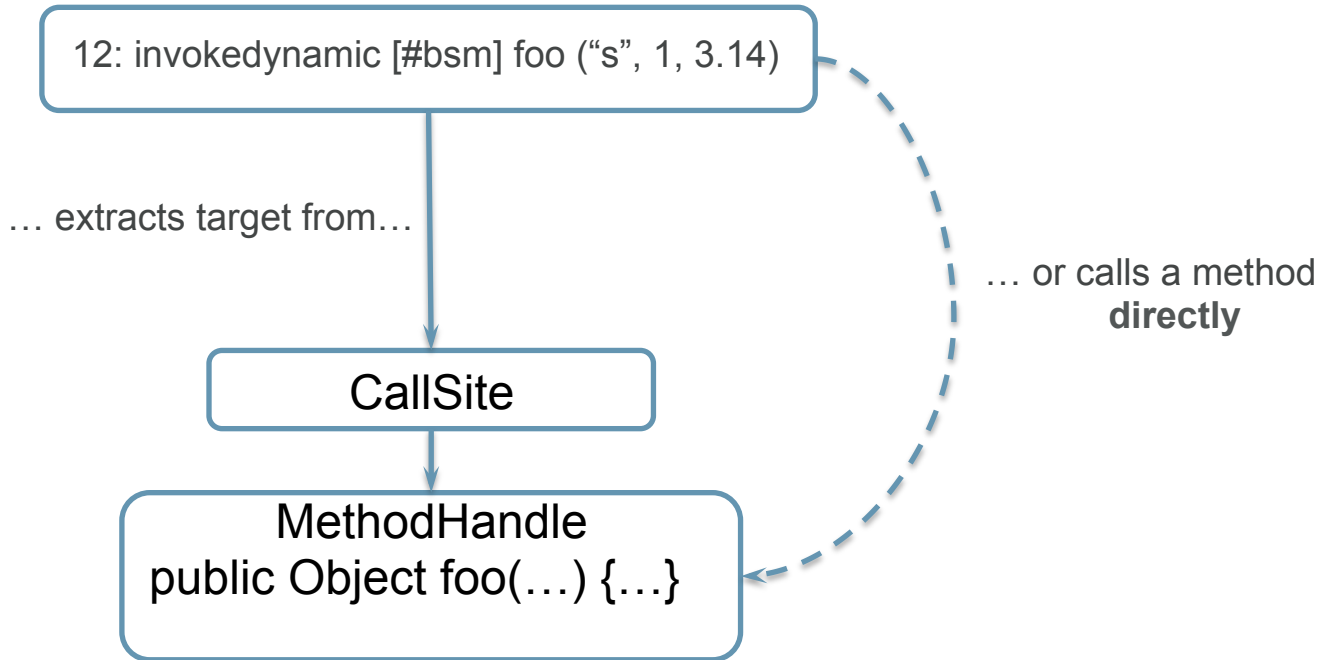 12: invokedynamic [#bsm] foo (“s”, 1, 3.14)
… extracts target from…
… or calls a method
directly
CallSite
MethodHandle
public Object foo(…) {…}